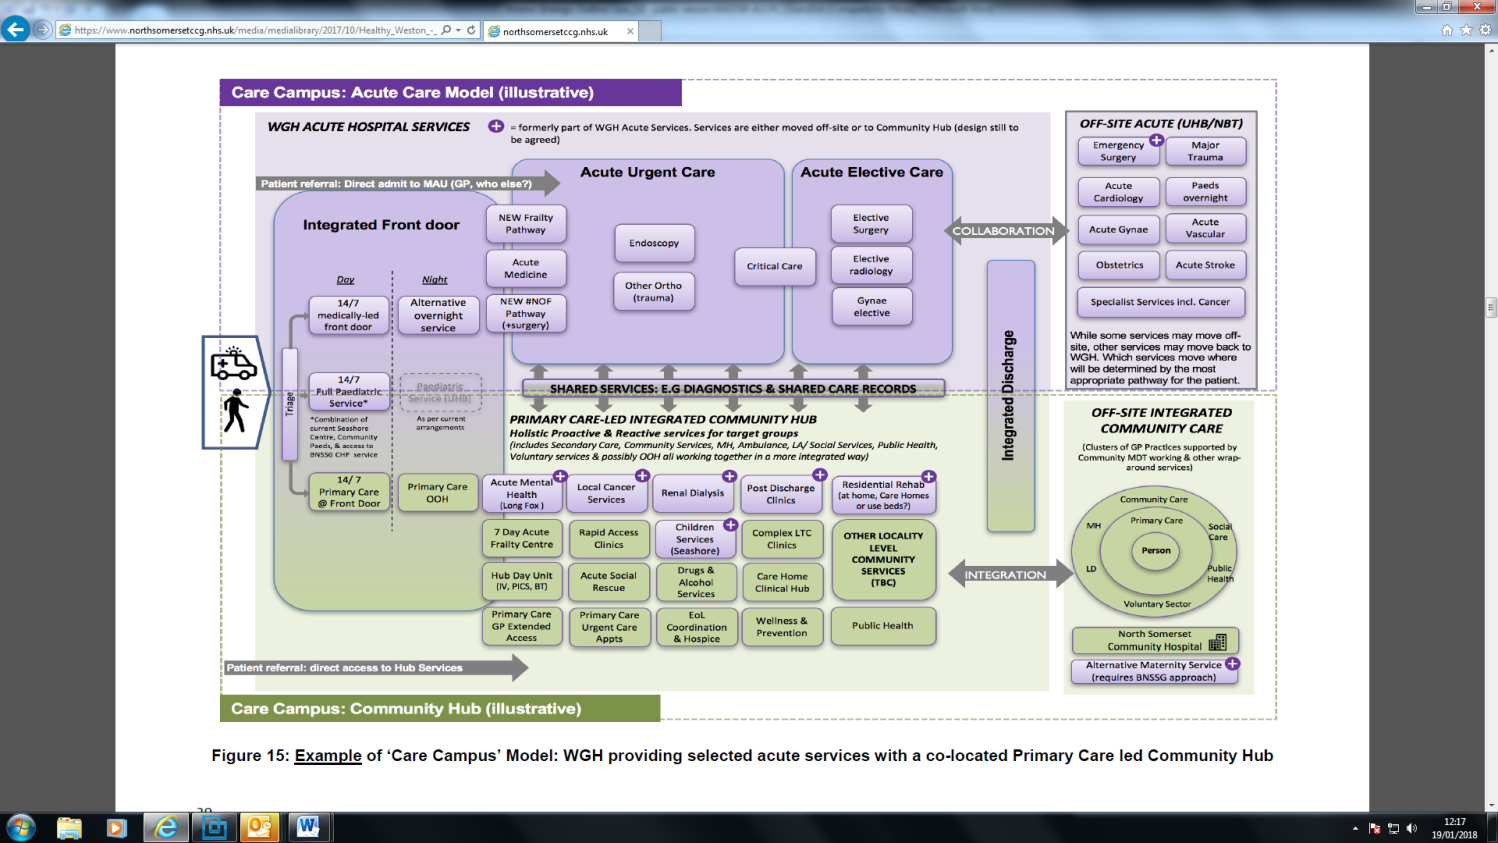 https://www.northsomersetccg.nhs.uk/media/medialibrary/2017/10/Healthy_Weston_-_
northsomersetccg.nhs.uk
Care Campus: Acute Care Model (illustrative)
WGH ACUTE HOSPITAL SERVICES
= formerly part of WGH Acute Services. Services are either moved off-site or to Community Hub (design still to
be agreed)
Patient referral: Direct admit to MAU (GP, who else?)
Integrated Front door
Day
Night
14/7
medically-led
front door
Alternative
overnight
service
14/7
Full Paediatric
Service*
Paediatric
Service (UHB)
*Combination of
current Seashore
Centre, Community
Paeds, & access to
BNSSG CHP service
As per current
arrangements
Triage
14/ 7
Primary Care
@ Front Door
Primary Care
OOH
Acute Urgent Care
NEW Frailty
Pathway
Acute
Medicine
NEW #NOF
Pathway
(+surgery)
Endoscopy
Other Ortho
(trauma)
Critical Care
Acute Elective Care
Elective
Surgery
Elective
radiology
Gynae
elective
COLLABORATION
Integrated Discharge
OFF-SITE ACUTE (UHB/NBT)
Emergency
Surgery
Major
Trauma
Acute
Cardiology
Paeds
overnight
Acute Gynae
Acute
Vascular
Obstetrics
Acute Stroke
Specialist Services incl. Cancer
While some services may move off-
site, other services may move back to
WGH. Which services move where
will be determined by the most
appropriate pathway for the patient.
SHARED SERVICES: E.G DIAGNOSTICS & SHARED CARE RECORDS
PRIMARY CARE-LED INTEGRATED COMMUNITY HUB
Holistic Proactive & Reactive services for target groups
(includes Secondary Care, Community Services, MH, Ambulance, LA/ Social Services, Public Health,
Voluntary services & possibly OOH all working together in a more integrated way)
Acute Mental
Health
(Long Fox )
Local Cancer
Services
Renal Dialysis
Post Discharge
Clinics
Residential Rehab
(at home, Care Homes
or use beds?)
7 Day Acute
Frailty Centre
Rapid Access
Clinics
Children
Services
(Seashore)
Complex LTC
Clinics
OTHER LOCALITY
LEVEL
COMMUNITY
SERVICES
(TBC)
Hub Day Unit
(IV, PICS, BT)
Acute Social
Rescue
Drugs &
Alcohol
Services
Care Home
Clinical Hub
Primary Care
GP Extended
Access
Primary Care
Urgent Care
Appts
EoL
Coordination
& Hospice
Wellness &
Prevention
Public Health
INTEGRATION
OFF-SITE INTEGRATED
COMMUNITY CARE
(Clusters of GP Practices supported by
Community MDT working & other wrap-
around services)
Community Care
Primary Care
MH
Social
Care
Person
LD
Public
Health
Voluntary Sector
North Somerset
Community Hospital
Alternative Maternity Service
(requires BNSSG approach)
Patient referral: direct access to Hub Services
Care Campus: Community Hub (illustrative)
Figure 15: Example of ‘Care Campus’ Model: WGH providing selected acute services with a co-located Primary Care led Community Hub
12:17
19/01/2018